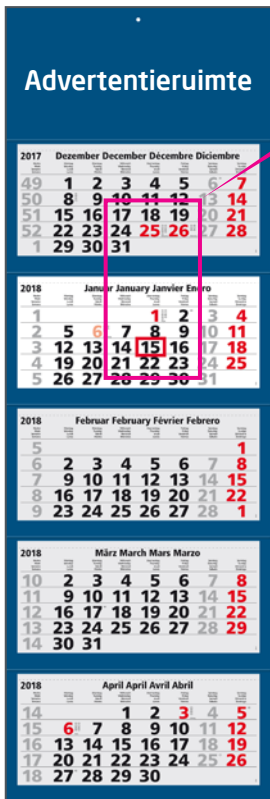 Advertentieruimte
2017 Dezember December Décembre Diciembre
49 1 2 3 4 5 6 7
50 8 9 10 11 12 13 14
51 15 16 17 18 19 20 21
52 22 23 24 25 26 27 28
1 29 30 31
2018 Januar January Janvier Enero
1 1 2 3 4
2 5 6 7 8 9 10 11
3 12 13 14 15 16 17 18
4 19 20 21 22 23 24 25
5 26 27 28 29 30 31
2018 Februar February Février Febrero
5 1
6 2 3 4 5 6 7 8
7 9 10 11 12 13 14 15
8 16 17 18 19 20 21 22
9 23 24 25 26 27 28 1
2018 März March Mars Marzo
10 2 3 4 5 6 7 8
11 9 10 11 12 13 14 15
12 16 17 18 19 20 21 22
13 23 24 25 26 27 28 29
14 30 31
2018 April April Avril Abril
14 1 2 3 4 5
15 6 7 8 9 10 11 12
16 13 14 15 16 17 18 19
17 20 21 22 23 24 25 26
18 27 28 29 30